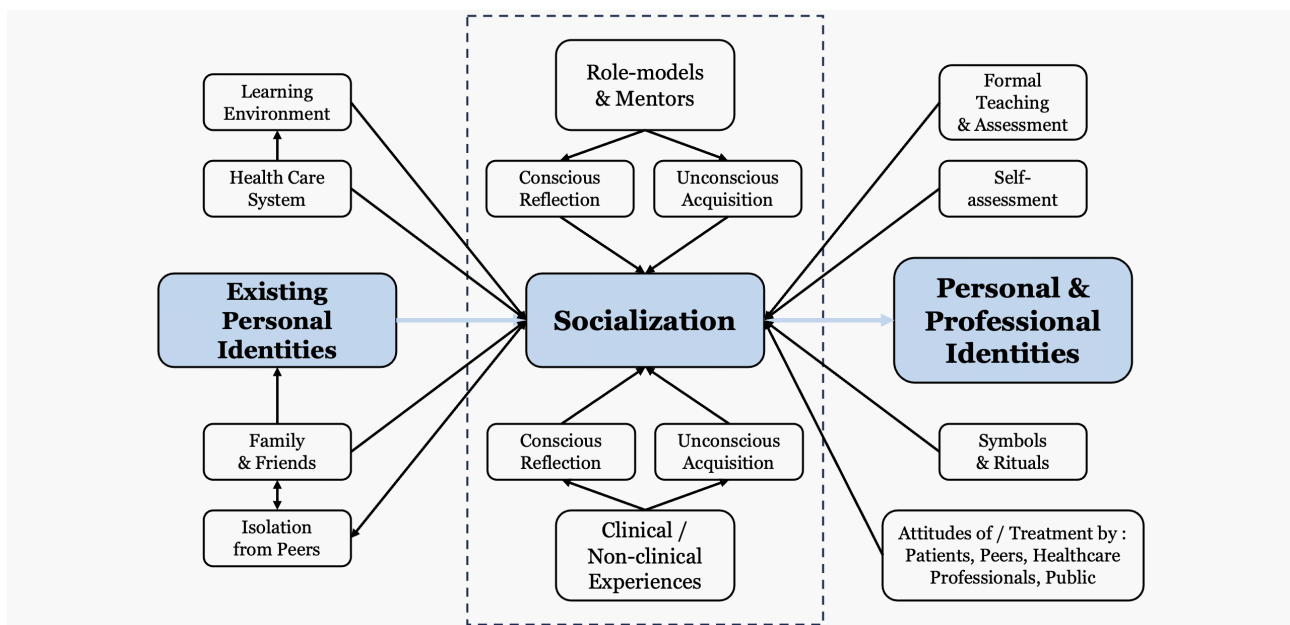 Learning
Environment
Health Care
System
Existing
Personal
Identities
Family
& Friends
Isolation
from Peers
Role-models
& Mentors
Conscious
Reflection
Unconscious
Acquisition
Socialization
Conscious
Reflection
Unconscious
Acquisition
Clinical /
Non-clinical
Experiences
Formal
Teaching
& Assessment
Self-
assessment
Personal &
Professional
Identities
Symbols
& Rituals
Attitudes of / Treatment by :
Patients, Peers, Healthcare
Professionals, Public